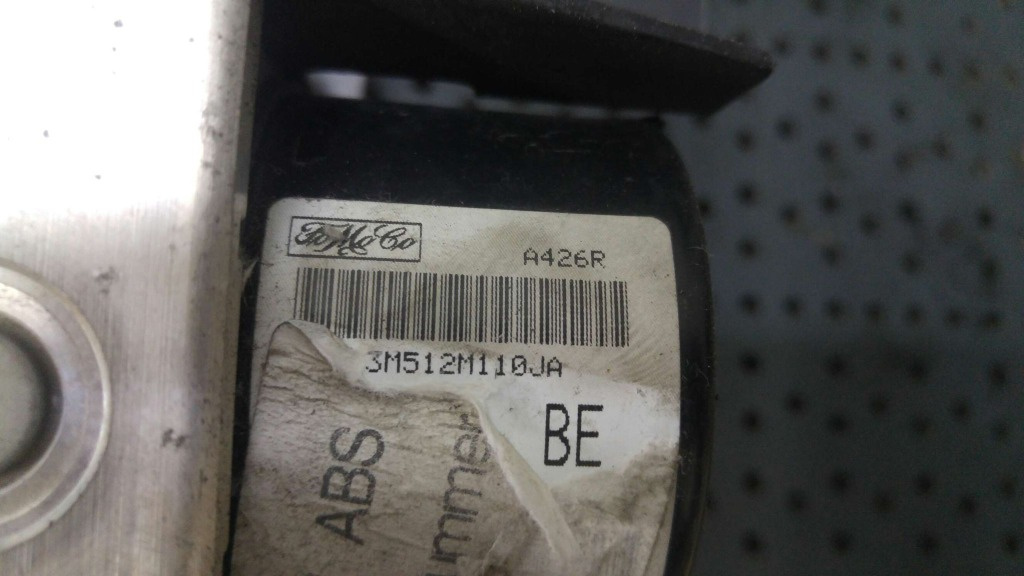 FoMoCo
A426R
3M512M110JA
BE
ABS